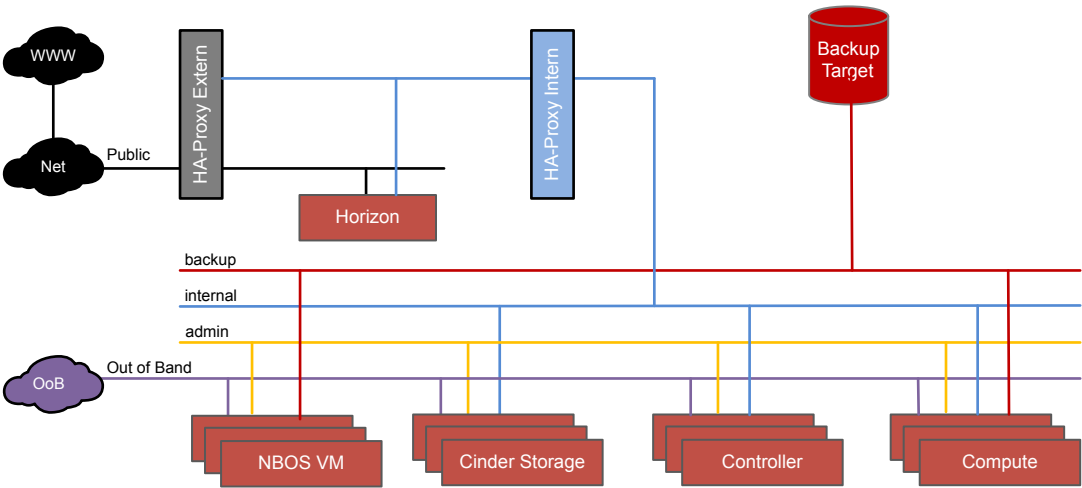 WWW
HA-Proxy Extern
HA-Proxy Intern
Backup
Target
Net
Public
Horizon
backup
internal
admin
Out of Band
OoB
NBOS VM
Cinder Storage
Controller
Compute